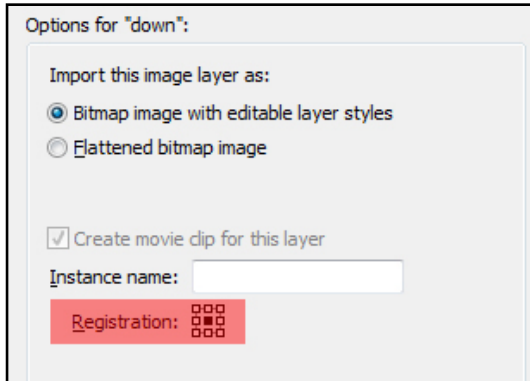 Options for "down":
Import this image layer as:
Bitmap image with editable layer styles
Flattened bitmap image
Create movie clip for this layer
Instance name:
Registration: